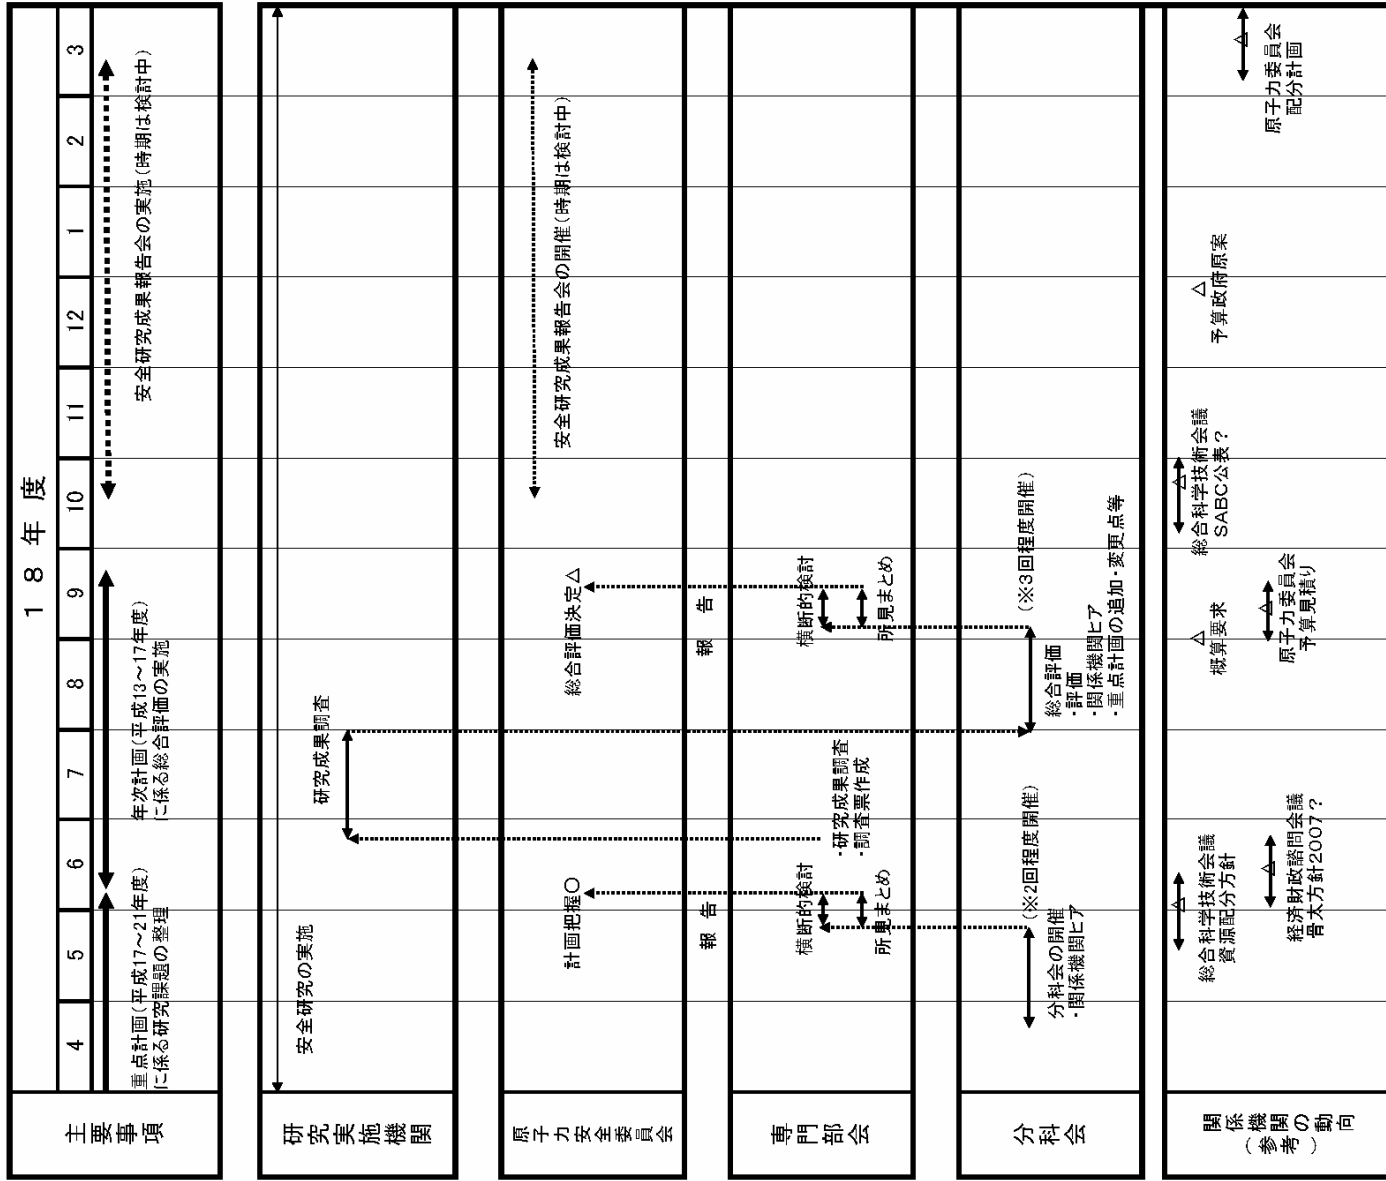 18年度
4 5 6 7 8 9 10 11 12 1 2 3
主要事項
重点計画(平成17～21年度)
に係る研究課題の整理
年次計画(平成13～17年度)
に係る総合評価の実施
安全研究成果報告会の実施(時期は検討中)
研究実施機関
安全研究の実施
研究成果調査
原子力安全委員会
計画把握○
総合評価決定△
安全研究成果報告会の開催(時期は検討中)
報 告
報 告
専門部会
横断的検討
所見まとめ
・研究成果調査
・調査票作成
横断的検討
所見まとめ
分科会
(※2回程度開催)
分科会の開催
・関係機関ヒア
(※3回程度開催)
総合評価
・評価
・関係機関ヒア
・重点計画の追加・変更点等
関係機関の動向
(参考)
△
総合科学技術会議
資源配分方針
△
経済財政諮問会議
骨太方針2007？
△
概算要求
△
原子力委員会
予算見積り
△
総合科学技術会議
SABC公表？
△
予算政府原案
△
原子力委員会
配分計画